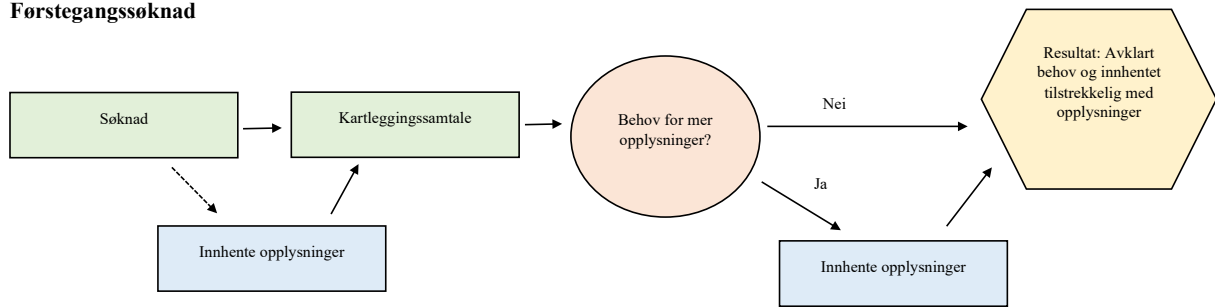 Førstegangssøknad
Søknad
Kartleggingssamtale
Innhente opplysninger
Behov for mer
opplysninger?
Nei
Ja
Innhente opplysninger
Resultat: Avklart
behov og innhentet
tilstrekkelig med
opplysninger